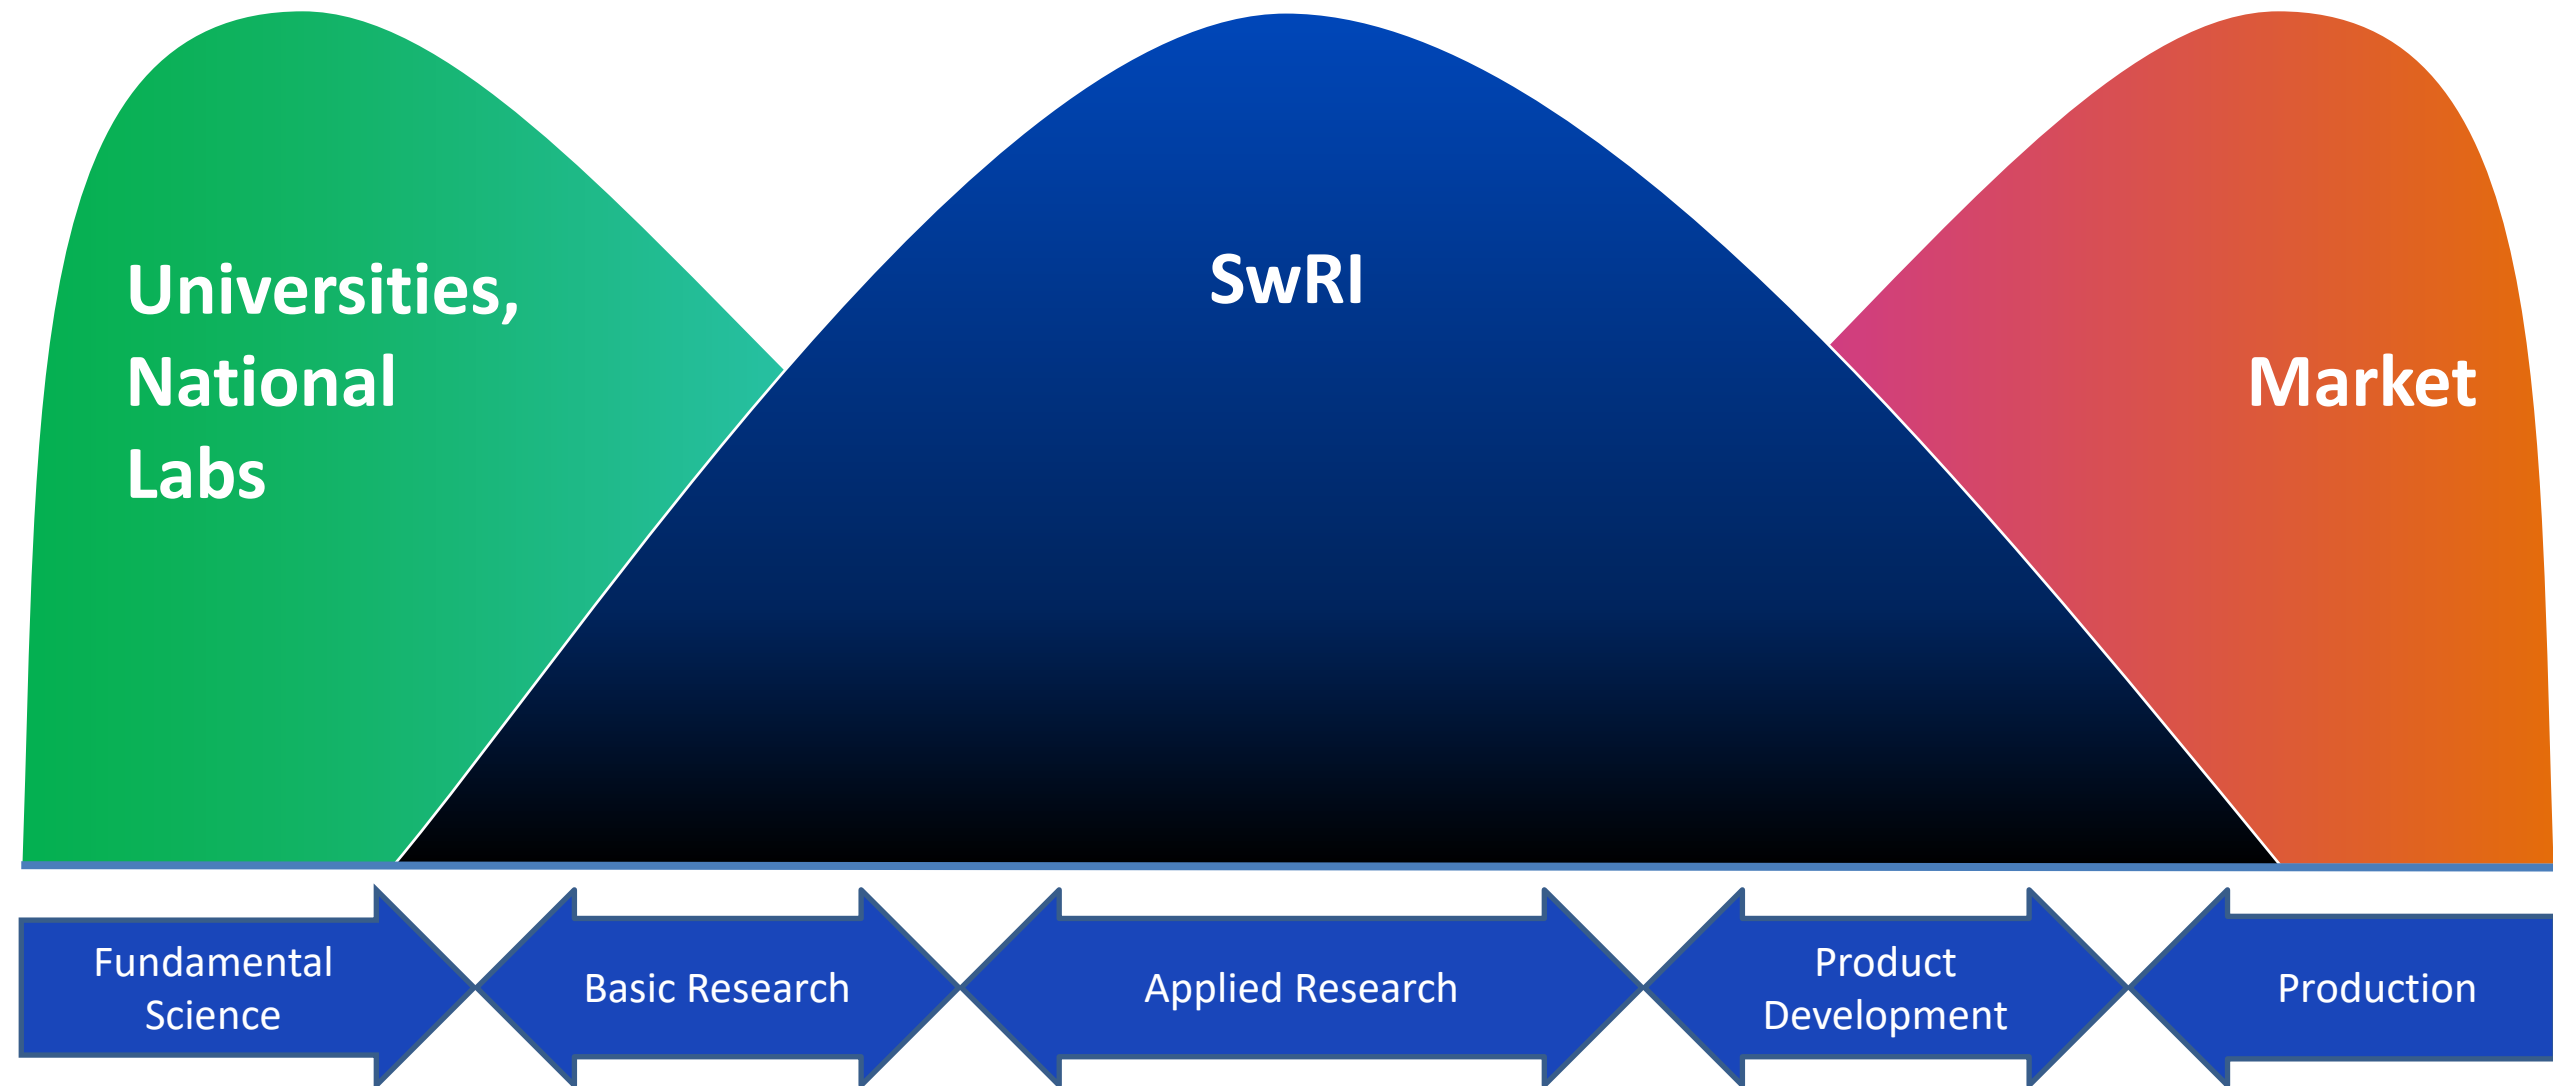 Universities,
National
Labs
SwRI
Market
Fundamental
Science
Basic Research
Applied Research
Product
Development
Production